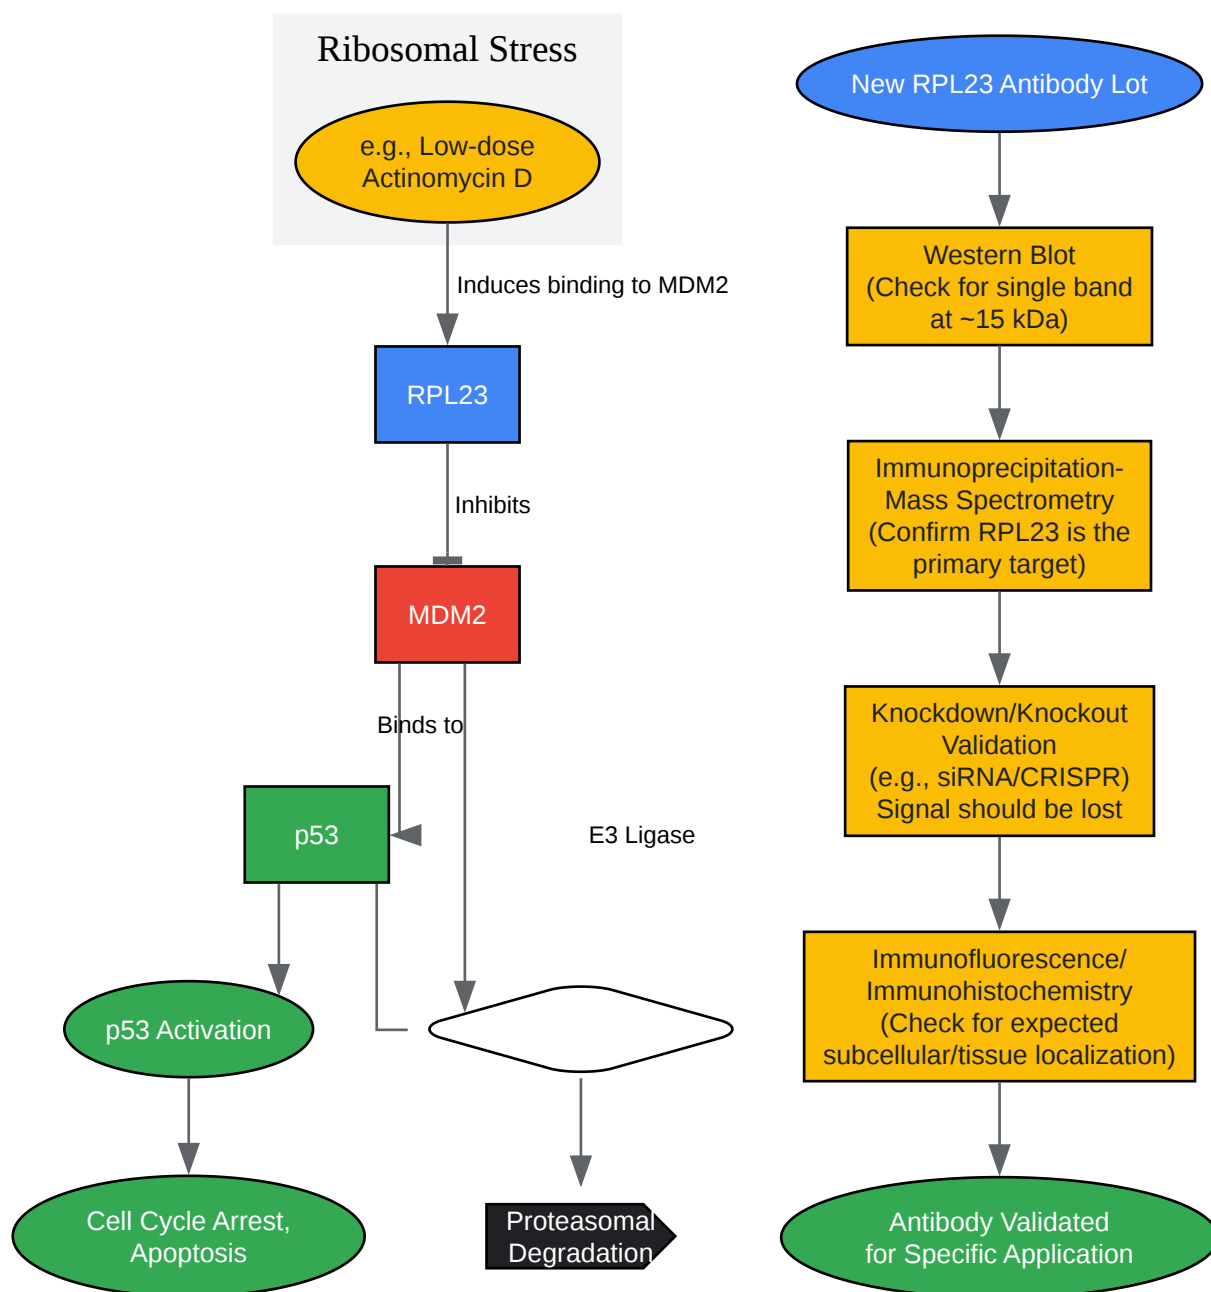 Ribosomal Stress
e.g., Low-dose
Actinomycin D
Induces binding to MDM2
RPL23
Inhibits
MDM2
Binds to
p53
E3 Ligase
p53 Activation
Cell Cycle Arrest,
Apoptosis
Proteasomal
Degradation
New RPL23 Antibody Lot
Western Blot
(Check for single band
at ~15 kDa)
Immunoprecipitation-
Mass Spectrometry
(Confirm RPL23 is the
primary target)
Knockdown/Knockout
Validation
(e.g., siRNA/CRISPR)
Signal should be lost
Immunofluorescence/
Immunohistochemistry
(Check for expected
subcellular/tissue localization)
Antibody Validated
for Specific Application